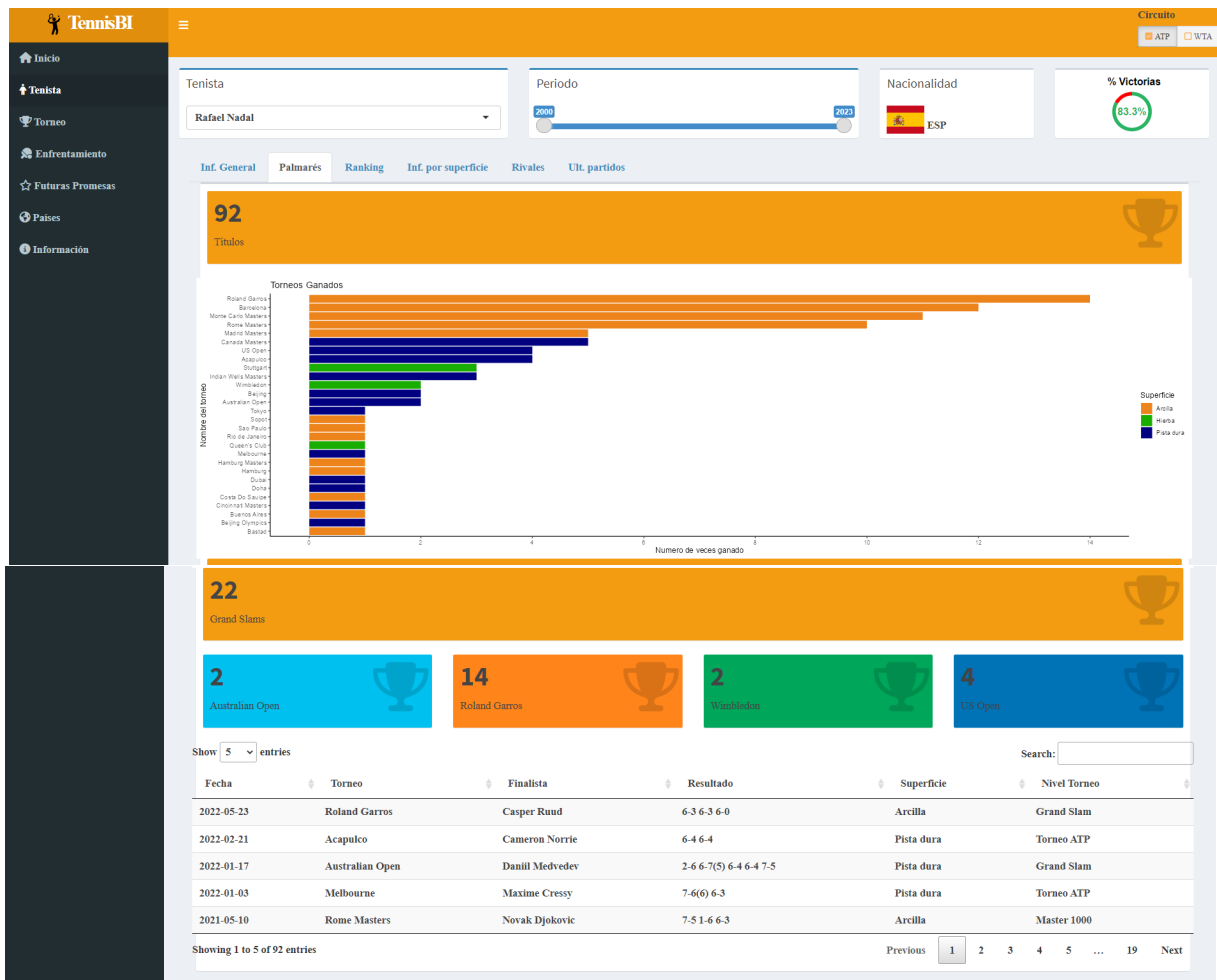 TennisBI
Circuito
ATP WTA
Inicio
Tenista
Torneo
Enfrentamiento
Futuras Promesas
Paises
Información
Tenista
Rafael Nadal
Periodo
2000 2023
Nacionalidad
ESP
% Victorias
83.3%
Inf. General Palmarés Ranking Inf. por superficie Rivales Ult. partidos
92
Titulos
Torneos Ganados
Nombre del torneo
Roland Garros
Barcelona
Monte Carlo Masters
Rome Masters
Madrid Masters
Canada Masters
US Open
Acapulco
Stuttgart
Indian Wells Masters
Wimbledon
Beijing
Australian Open
Tokyo
Sopot
Sao Paulo
Rio de Janeiro
Queen's Club
Melbourne
Hamburg Masters
Hamburg
Dubai
Doha
Costa Do Sauipe
Cincinnati Masters
Buenos Aires
Beijing Olympics
Bastad
0 2 4 6 8 10 12 14
Numero de veces ganado
Superficie
Arcilla
Hierba
Pista dura
22
Grand Slams
2
Australian Open
14
Roland Garros
2
Wimbledon
4
US Open
Show 5 entries
Search:
Fecha Torneo Finalista Resultado Superficie Nivel Torneo
2022-05-23 Roland Garros Casper Ruud 6-3 6-3 6-0 Arcilla Grand Slam
2022-02-21 Acapulco Cameron Norrie 6-4 6-4 Pista dura Torneo ATP
2022-01-17 Australian Open Daniil Medvedev 2-6 6-7(5) 6-4 6-4 7-5 Pista dura Grand Slam
2022-01-03 Melbourne Maxime Cressy 7-6(6) 6-3 Pista dura Torneo ATP
2021-05-10 Rome Masters Novak Djokovic 7-5 1-6 6-3 Arcilla Master 1000
Showing 1 to 5 of 92 entries
Previous 1 2 3 4 5 … 19 Next